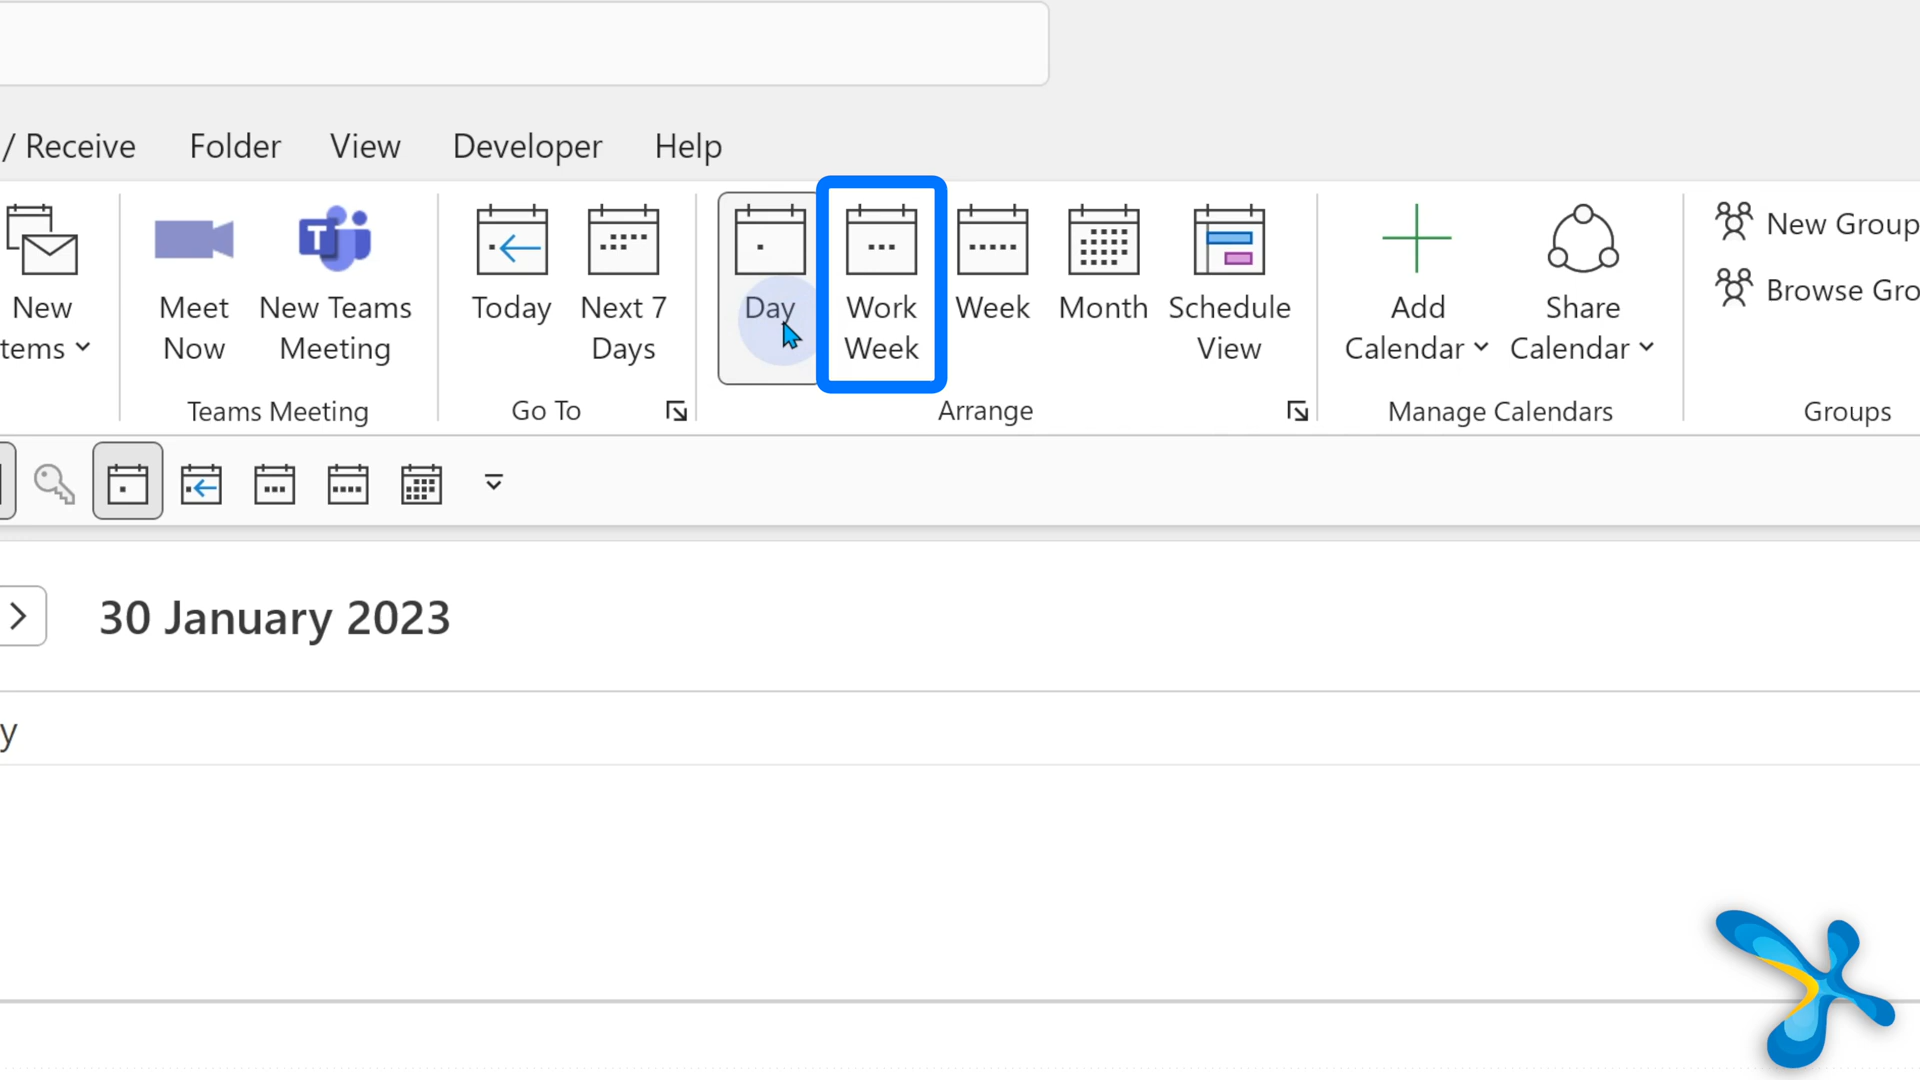 / Receive Folder View Developer Help
New
tems
Meet
Now
New Teams
Meeting
Teams Meeting
Today
Next 7
Days
Go To
Day
Work
Week
Week
Month
Schedule
View
Arrange
Add
Calendar
Share
Calendar
Manage Calendars
New Group
Browse Gro
Groups
30 January 2023
y